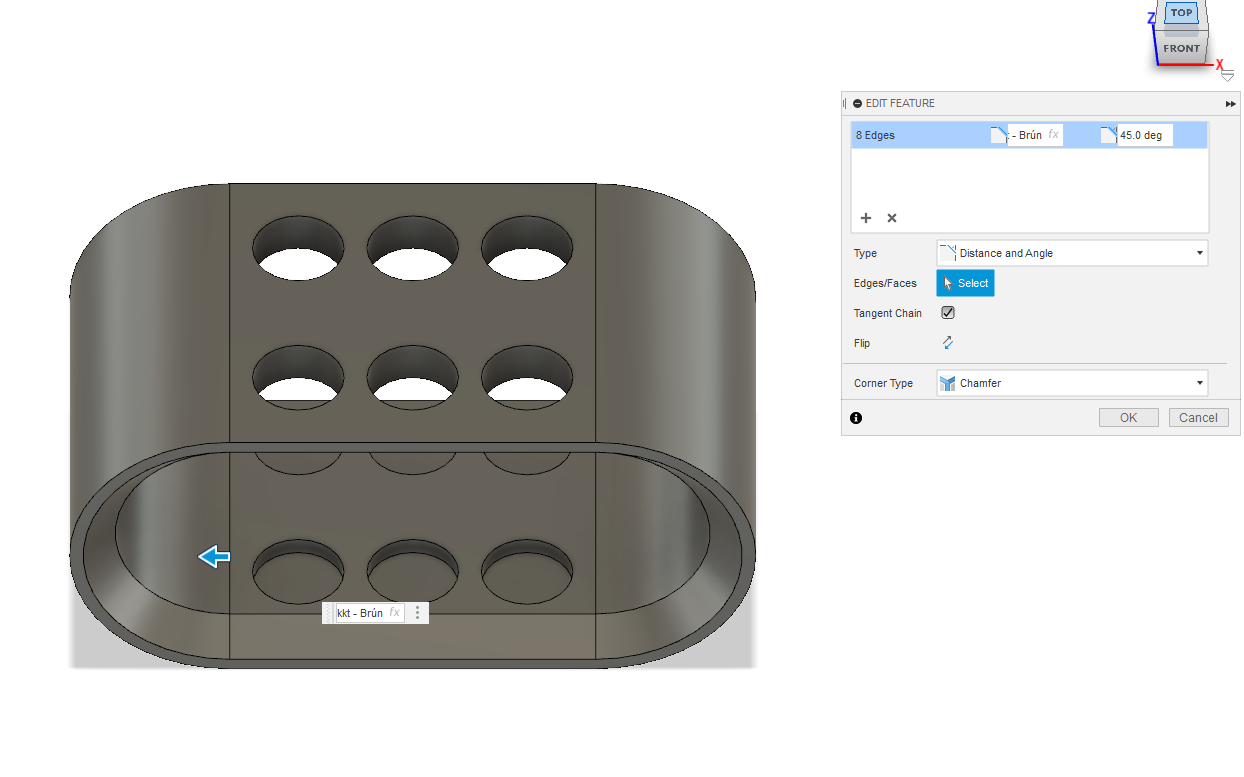 TOP
Z
FRONT
X
EDIT FEATURE
8 Edges : - Brún fx 45.0 deg
Type Distance and Angle
Edges/Faces Select
Tangent Chain
Flip
Corner Type Chamfer
OK Cancel
kkt - Brún fx